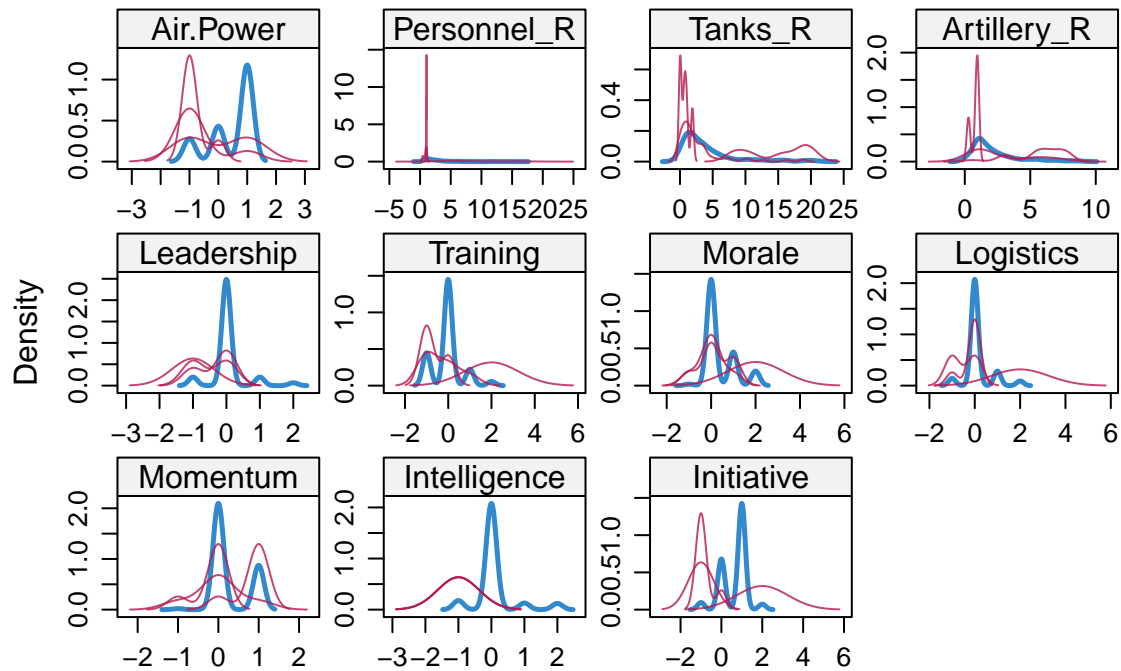 Air.Power Personnel_R Tanks_R Artillery_R
0.0 0.5 1.0
−3 −1 0 1 2 3
0 5 10
−5 0 5 10 15 20 25
0.0 0.4
0 5 10 15 20 25
0.0 1.0 2.0
0 5 10
Density
Leadership Training Morale Logistics
0.0 1.0 2.0
−3 −2 −1 0 1 2
0.0 1.0
−2 0 2 4 6
0.0 0.5 1.0
−2 0 2 4 6
0.0 1.0 2.0
−2 0 2 4 6
Momentum Intelligence Initiative
0.0 1.0 2.0
−2 −1 0 1 2
0.0 1.0 2.0
−3 −2 −1 0 1 2
0.0 0.5 1.0
−2 0 2 4 6